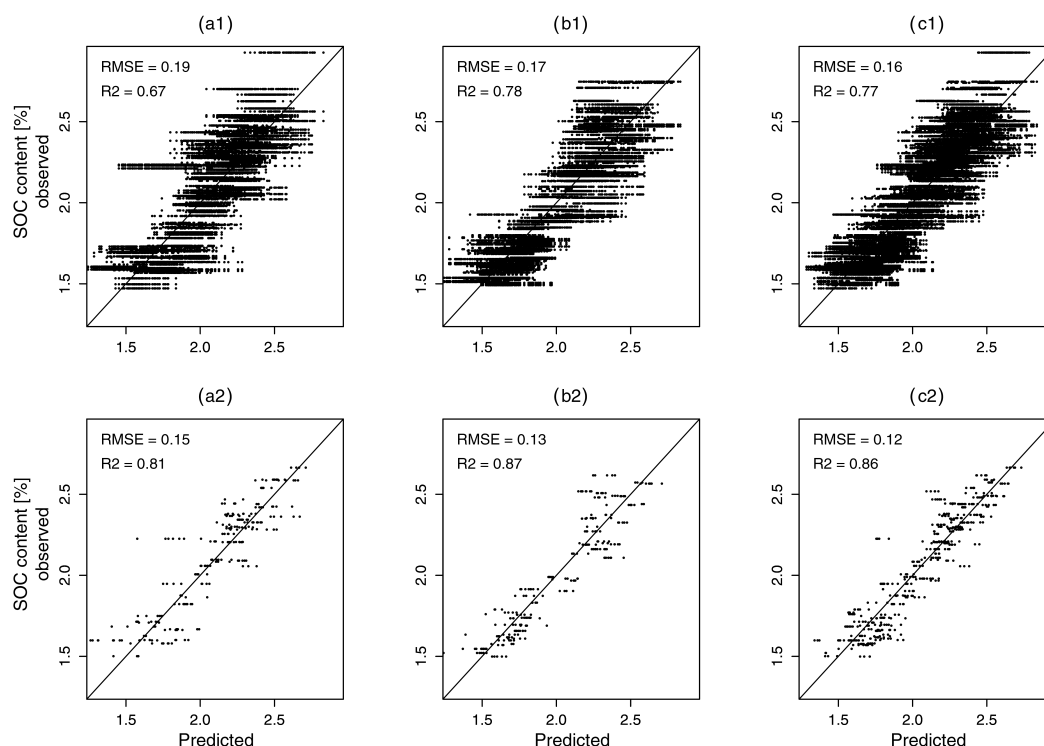 (a1)
(b1)
(c1)
RMSE = 0.19
R2 = 0.67
RMSE = 0.17
R2 = 0.78
RMSE = 0.16
R2 = 0.77
SOC content [%]
observed
1.5 2.0 2.5
1.5 2.0 2.5
1.5 2.0 2.5
1.5 2.0 2.5
1.5 2.0 2.5
1.5 2.0 2.5
(a2)
(b2)
(c2)
RMSE = 0.15
R2 = 0.81
RMSE = 0.13
R2 = 0.87
RMSE = 0.12
R2 = 0.86
SOC content [%]
observed
1.5 2.0 2.5
1.5 2.0 2.5
1.5 2.0 2.5
1.5 2.0 2.5
1.5 2.0 2.5
1.5 2.0 2.5
Predicted
Predicted
Predicted